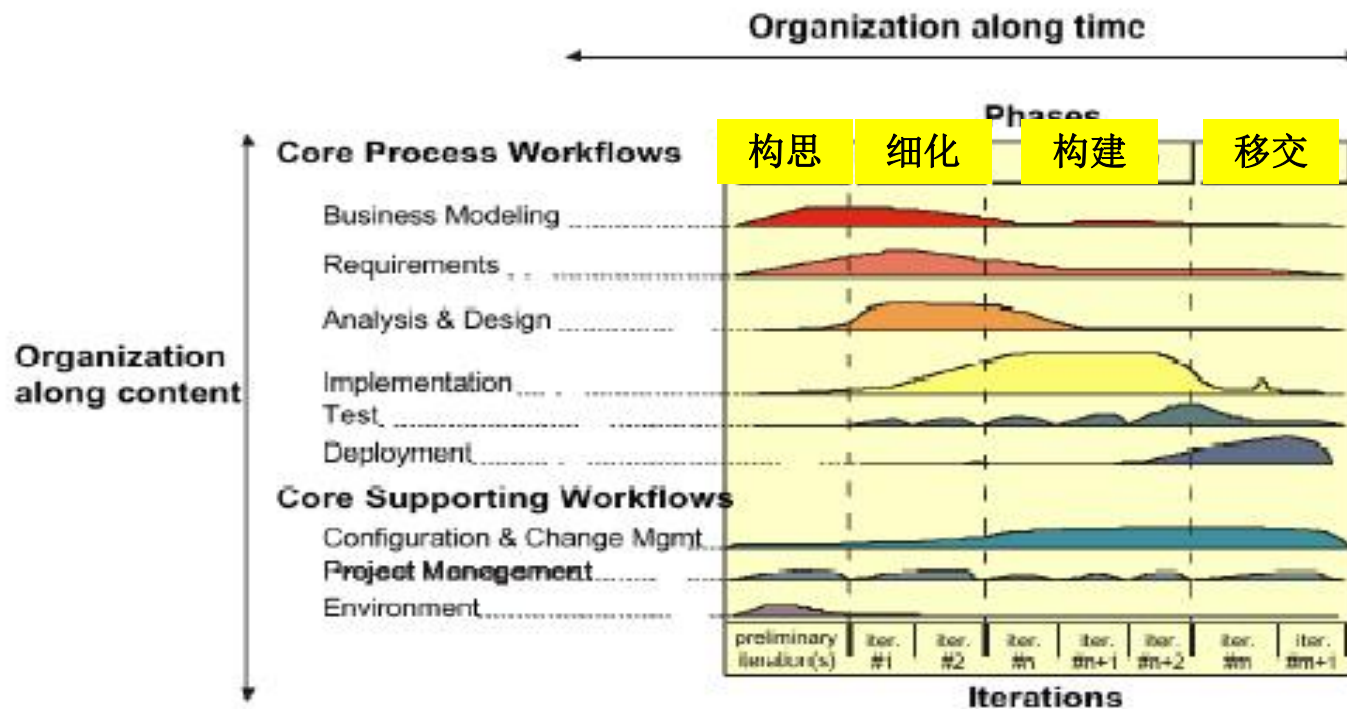 Organization along time
Phases
Core Process Workflows
构思 细化 构建 移交
Business Modeling
Requirements
Analysis & Design
Organization
along content
Implementation
Test
Deployment
Core Supporting Workflows
Configuration & Change Mgmt
Project Management
Environment
preliminary
iteration(s)
iter.
#1
iter.
#2
iter.
#n
iter.
#n+1
iter.
#n+2
iter.
#m
iter.
#m+1
Iterations